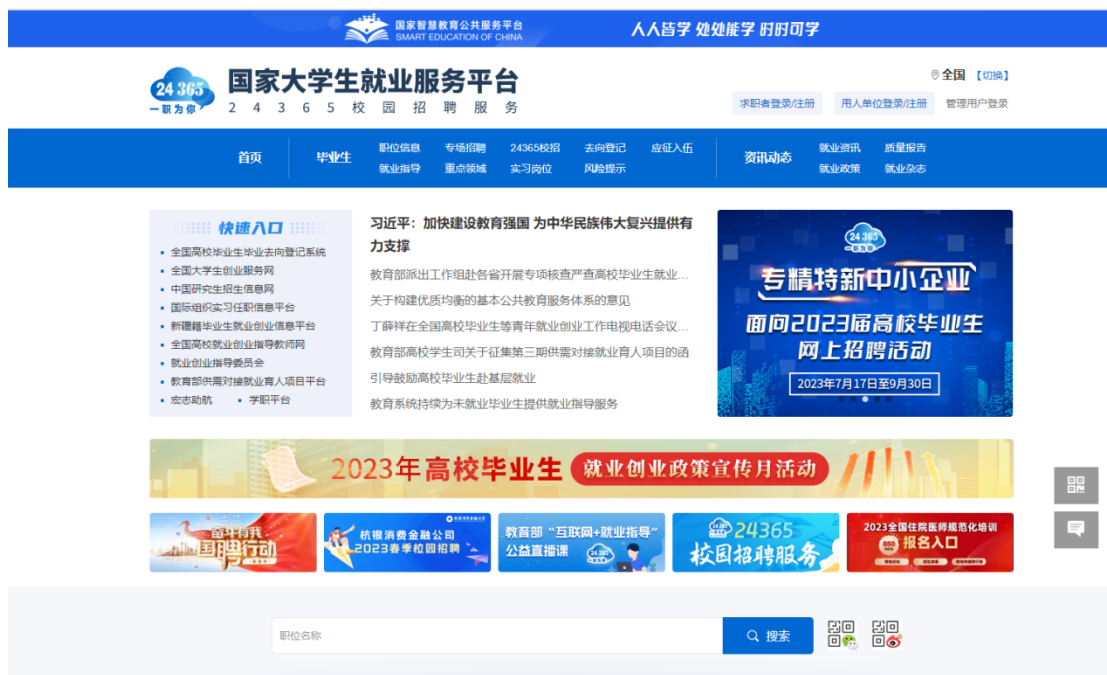 国家智慧教育公共服务平台
SMART EDUCATION OF CHINA
人人皆学 处处能学 时时可学
24 365
一职为你
国家大学生就业服务平台
24365校园招聘服务
全国 【切换】
求职者登录/注册 用人单位登录/注册 管理用户登录
首页 毕业生 职位信息 专场招聘 24365校招 去向登记 应征入伍 资讯动态 就业资讯 质量报告
就业指导 重点领域 实习岗位 风险提示 就业政策 就业杂志
快速入口
全国高校毕业生毕业去向登记系统
全国大学生创业服务网
中国研究生招生信息网
国际组织实习任职信息平台
新疆籍毕业生就业创业信息平台
全国高校就业创业指导教师网
就业创业指导委员会
教育部供需对接就业育人项目平台
宏志助航 学职平台
习近平：加快建设教育强国 为中华民族伟大复兴提供有
力支撑
教育部派出工作组赴各省开展专项核查严查高校毕业生就业...
关于构建优质均衡的基本公共教育服务体系的意见
丁薛祥在全国高校毕业生等青年就业创业工作电视电话会议...
教育部高校学生司关于征集第三期供需对接就业育人项目的函
引导鼓励高校毕业生赴基层就业
教育系统持续为未就业毕业生提供就业指导服务
24 365
一职为你
专精特新中小企业
面向2023届高校毕业生
网上招聘活动
2023年7月17日至9月30日
2023年高校毕业生 就业创业政策宣传月活动
奋斗有我
国聘行动
杭银消费金融公司
2023春季校园招聘
教育部“互联网+就业指导”
公益直播课
24365
校园招聘服务
2023全国住院医师规范化培训
850 报名入口
职位名称
搜索